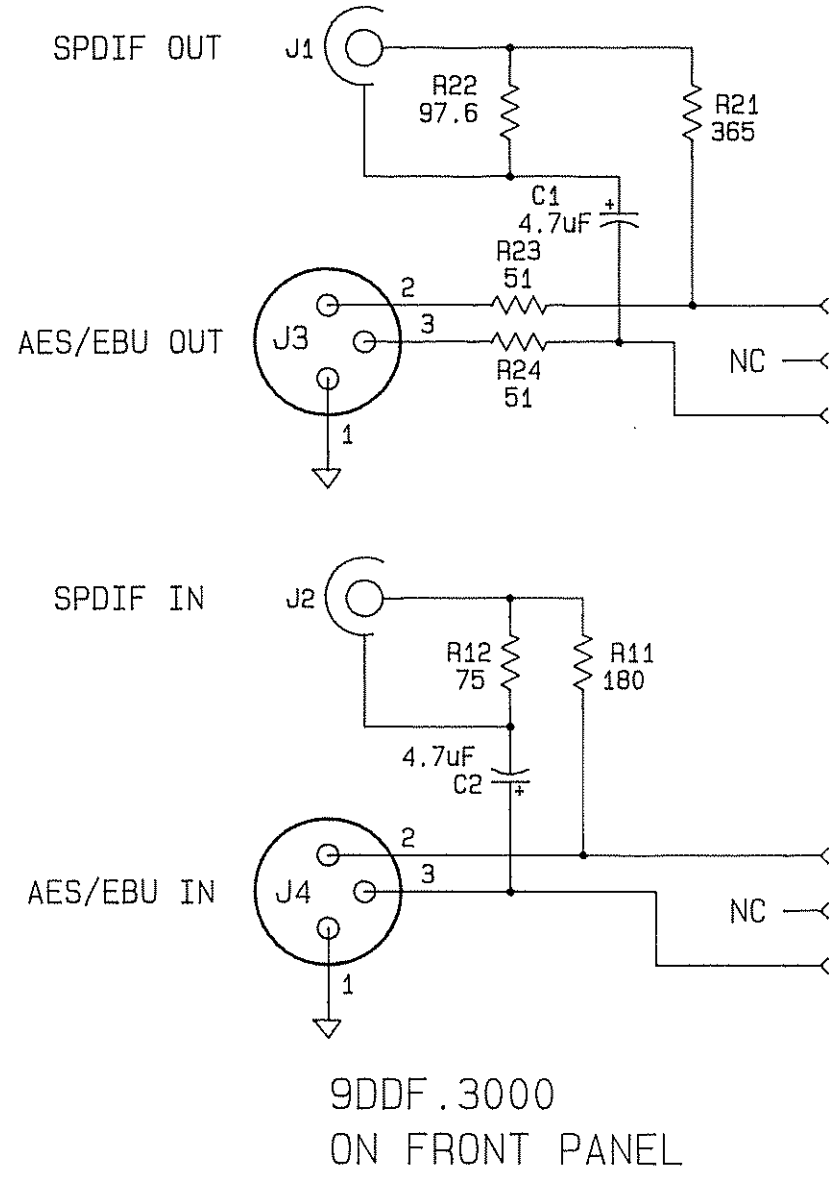 SPDIF OUT
J1
R22
97.6
R21
365
C1
+
4.7uF
R23
51
2
AES/EBU OUT
J3
3
R24
51
NC
1
SPDIF IN
J2
R12
75
R11
180
4.7uF
C2
+
2
AES/EBU IN
J4
3
NC
1
9DDF.3000
ON FRONT PANEL